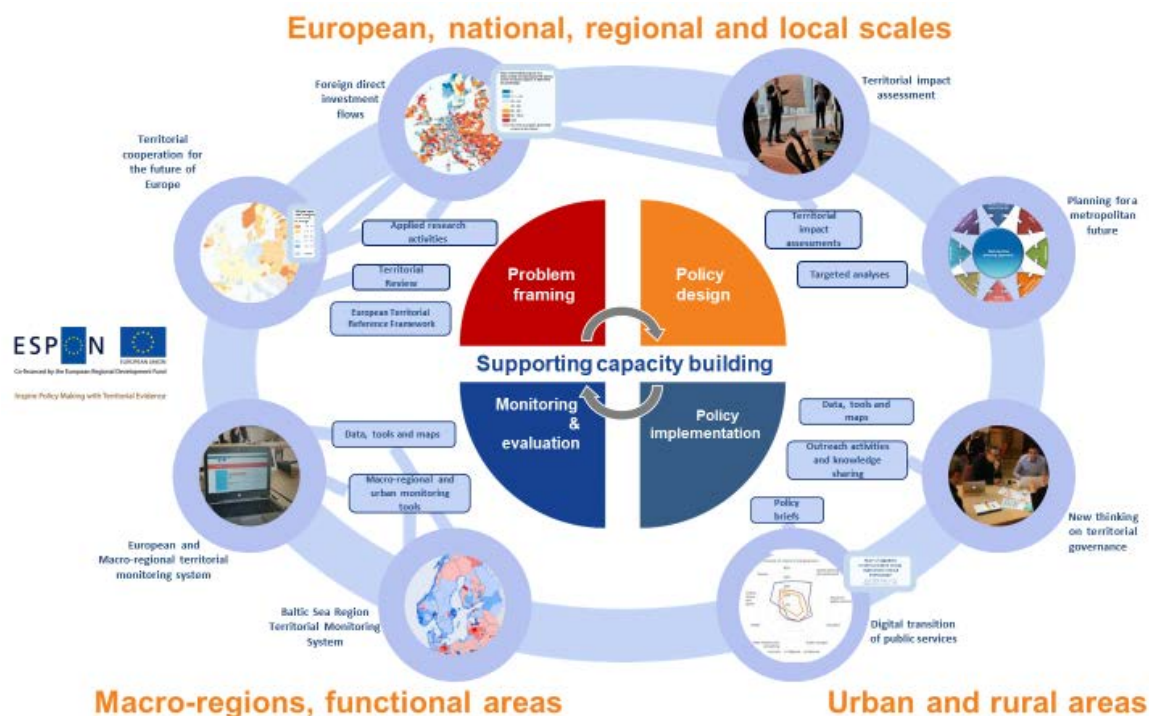 European, national, regional and local scales
Foreign direct
investment
flows
Territorial impact
assessment
Territorial
cooperation for
the future of
Europe
Planning for a
metropolitan
future
Applied research
activities
Territorial
Review
European Territorial
Reference Framework
Problem
framing
Policy
design
Territorial
impact
assessments
Targeted analyses
ESPON
EUROPEAN UNION
Co-financed by the European Regional Development Fund
Inspire Policy Making with Territorial Evidence
Supporting capacity building
Monitoring
&
evaluation
Policy
implementation
Data, tools and maps
Macro-regional and
urban monitoring
tools
Data, tools and
maps
Outreach activities
and knowledge
sharing
Policy
briefs
European and
Macro-regional territorial
monitoring system
New thinking
on territorial
governance
Baltic Sea Region
Territorial Monitoring
System
Digital transition
of public services
Macro-regions, functional areas
Urban and rural areas